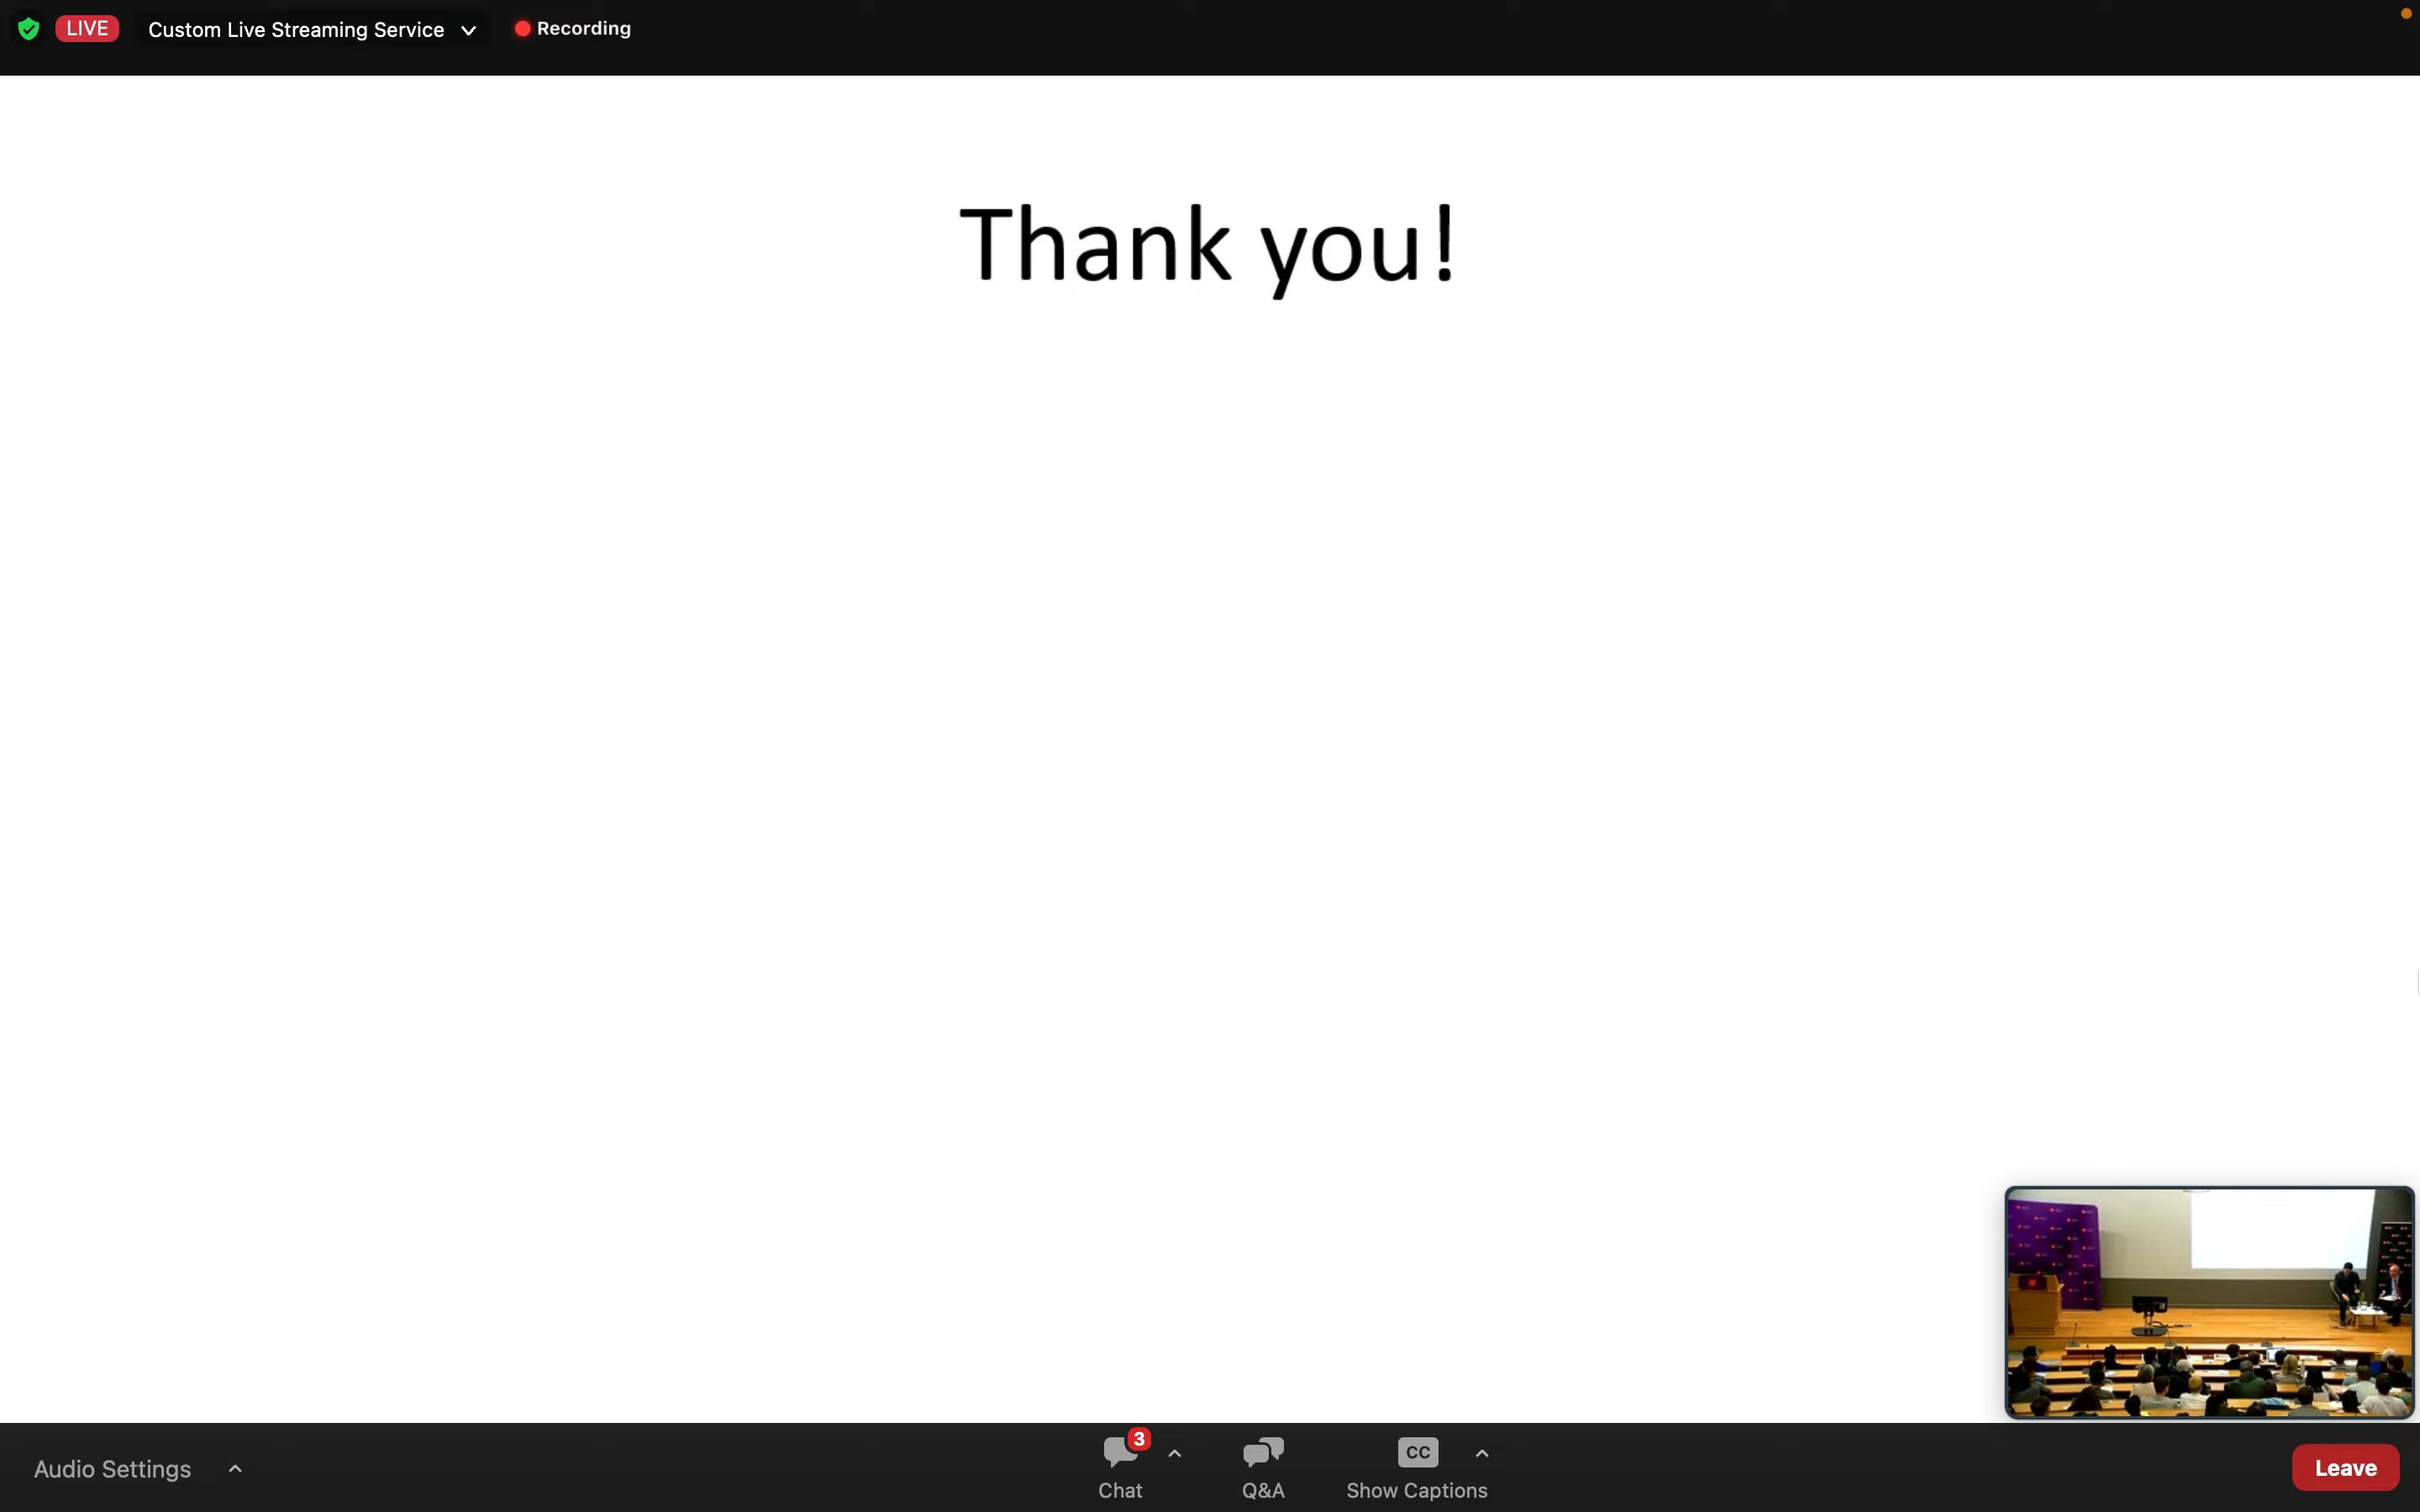 LIVE Custom Live Streaming Service Recording
Thank you!
Audio Settings
3
CC
Chat Q&A Show Captions Leave